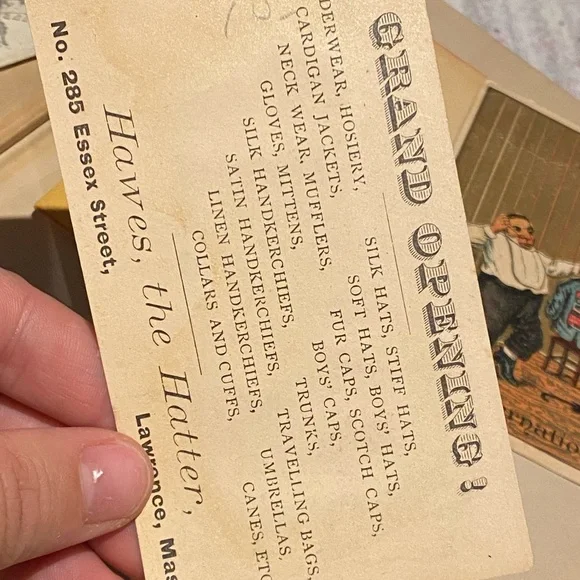 GRAND OPENING!
DERWEAR, HOSIERY,
CARDIGAN JACKETS,
NECK WEAR, MUFFLERS,
GLOVES, MITTENS,
SILK HANDKERCHIEFS,
SATIN HANDKERCHIEFS,
LINEN HANDKERCHIEFS,
COLLARS AND CUFFS,
SILK HATS, STIFF HATS,
SOFT HATS, BOYS' HATS,
FUR CAPS, SCOTCH CAPS,
BOYS' CAPS,
TRUNKS,
TRAVELLING BAGS,
UMBRELLAS,
CANES, ETC
Hawes, the Hatter,
No. 285 Essex Street, Lawrence, Mas